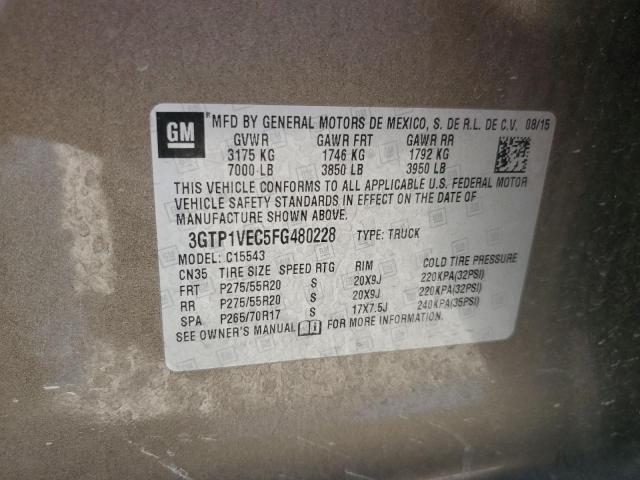 GM
*MFD BY GENERAL MOTORS DE MEXICO, S. DE R.L. DE C.V. 08/15
GVWR GAWR FRT GAWR RR
3175 KG 1746 KG 1792 KG
7000 LB 3850 LB 3950 LB
THIS VEHICLE CONFORMS TO ALL APPLICABLE U.S. FEDERAL MOTOR
VEHICLE SAFETY STANDARDS IN EFFECT ON THE DATE OF
MANUFACTURE SHOWN ABOVE.
3GTP1VEC5FG480228 TYPE: TRUCK
MODEL: C15543
CN35 TIRE SIZE SPEED RTG RIM COLD TIRE PRESSURE
FRT P275/55R20 S 20X9J 220KPA(32PSI)
RR P275/55R20 S 20X9J 220KPA(32PSI)
SPA P265/70R17 S 17X7.5J 240KPA(35PSI)
SEE OWNER'S MANUAL FOR MORE INFORMATION.